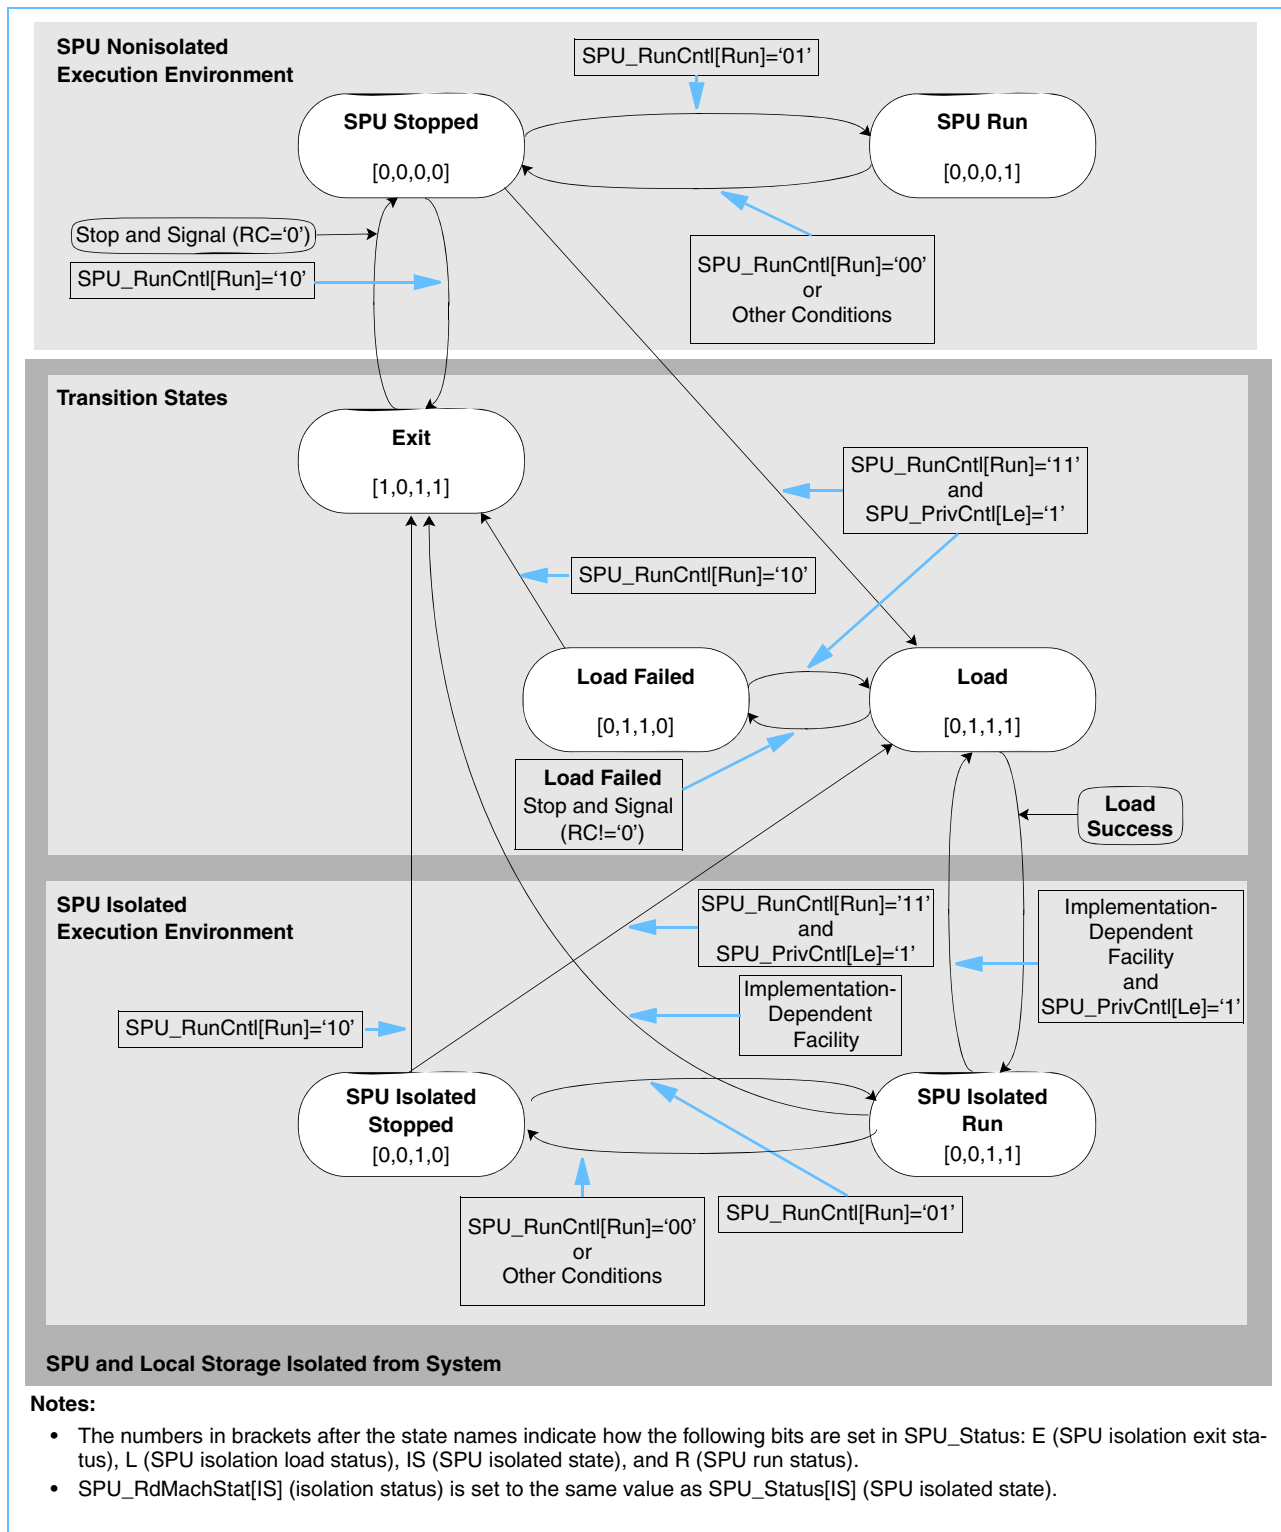 SPU Nonisolated
Execution Environment
SPU_RunCntl[Run]=‘01’
SPU Stopped
[0,0,0,0]
SPU Run
[0,0,0,1]
Stop and Signal (RC=‘0’)
SPU_RunCntl[Run]=‘10’
SPU_RunCntl[Run]=‘00’
or
Other Conditions
Transition States
Exit
[1,0,1,1]
SPU_RunCntl[Run]=‘11’
and
SPU_PrivCntl[Le]=‘1’
SPU_RunCntl[Run]=‘10’
Load Failed
[0,1,1,0]
Load
[0,1,1,1]
Load Failed
Stop and Signal
(RC!=‘0’)
Load
Success
SPU Isolated
Execution Environment
SPU_RunCntl[Run]=‘11’
and
SPU_PrivCntl[Le]=‘1’
Implementation-
Dependent
Facility
and
SPU_PrivCntl[Le]=‘1’
Implementation-
Dependent
Facility
SPU_RunCntl[Run]=‘10’
SPU Isolated
Stopped
[0,0,1,0]
SPU Isolated
Run
[0,0,1,1]
SPU_RunCntl[Run]=‘00’
or
Other Conditions
SPU_RunCntl[Run]=‘01’
SPU and Local Storage Isolated from System
Notes:
• The numbers in brackets after the state names indicate how the following bits are set in SPU_Status: E (SPU isolation exit sta-
tus), L (SPU isolation load status), IS (SPU isolated state), and R (SPU run status).
• SPU_RdMachStat[IS] (isolation status) is set to the same value as SPU_Status[IS] (SPU isolated state).